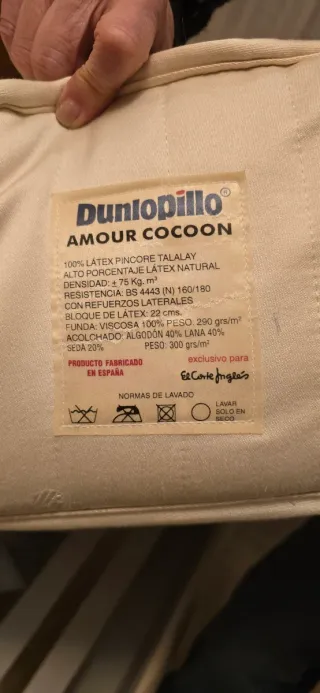 Dunlopillo®
AMOUR COCOON
100% LÁTEX PINCORE TALALAY
ALTO PORCENTAJE LÁTEX NATURAL
DENSIDAD: ± 75 Kg. m³
RESISTENCIA: BS 4443 (N) 160/180
CON REFUERZOS LATERALES
BLOQUE DE LÁTEX: 22 cms.
FUNDA: VISCOSA 100% PESO: 290 grs/m²
ACOLCHADO: ALGODÓN 40% LANA 40%
SEDA 20% PESO: 300 grs/m²
PRODUCTO FABRICADO
EN ESPAÑA
exclusivo para
El Corte Inglés
NORMAS DE LAVADO
LAVAR
SOLO EN
SECO